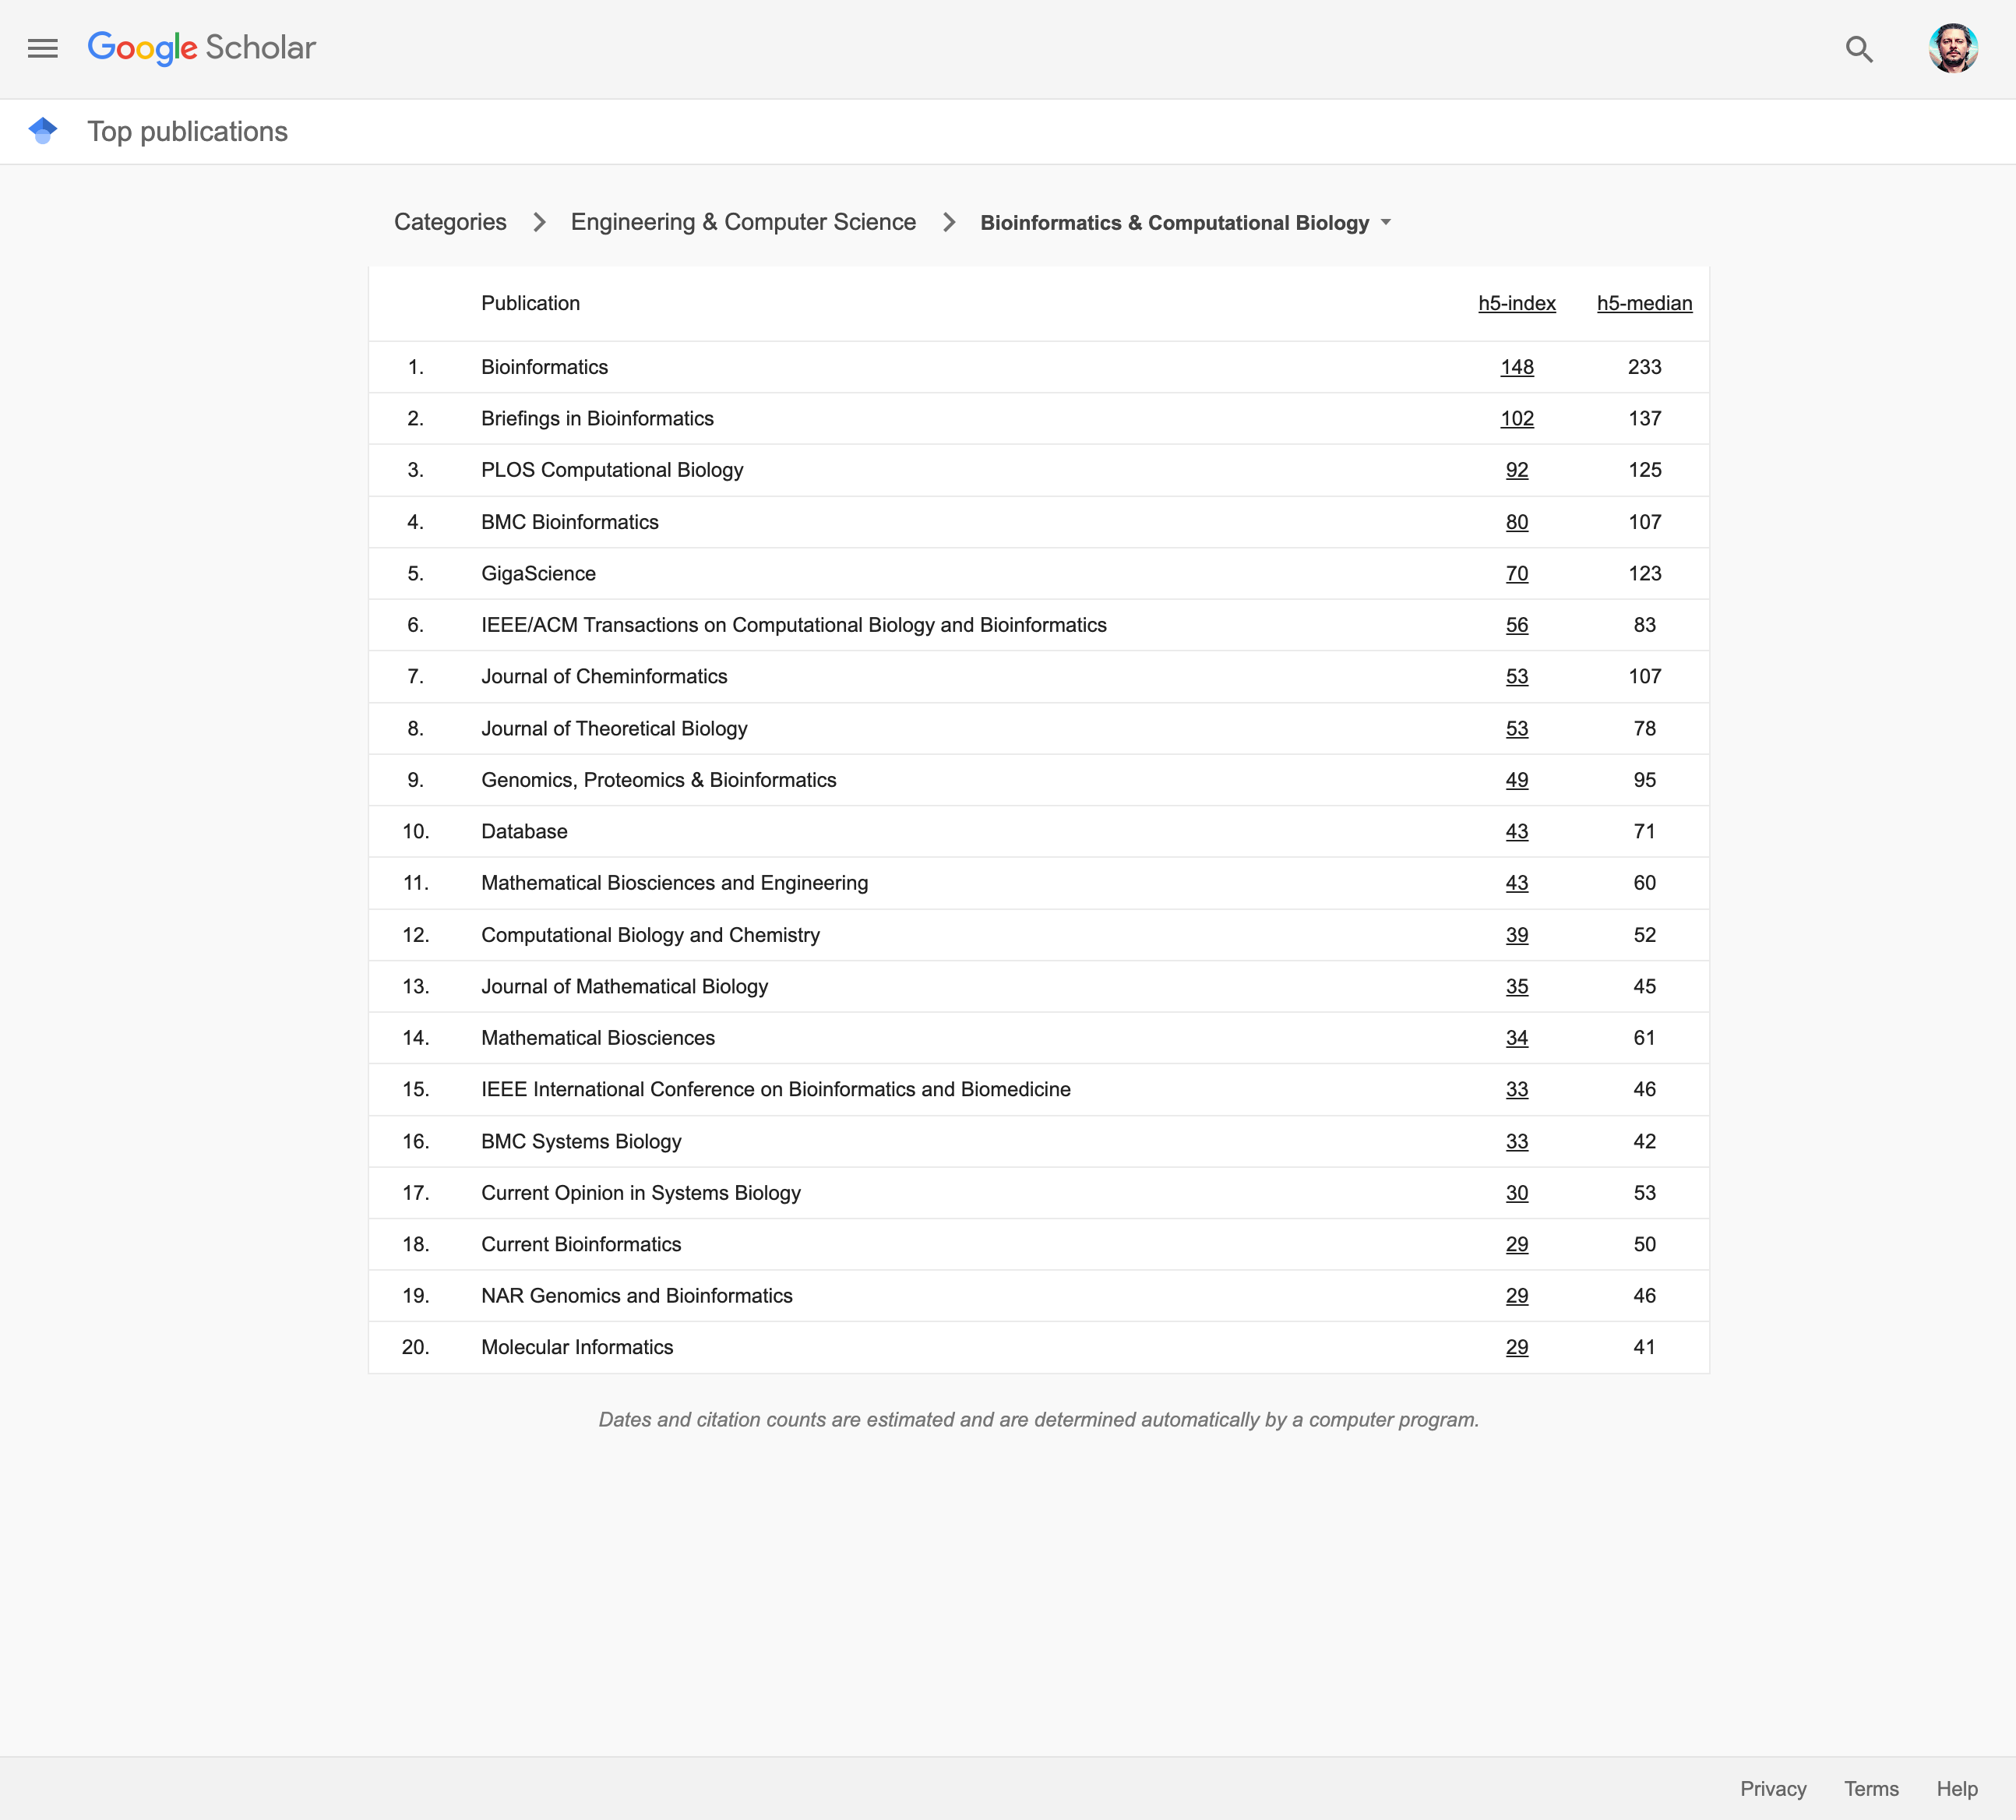 Google Scholar
Top publications
Categories > Engineering & Computer Science > Bioinformatics & Computational Biology
Publication h5-index h5-median
1. Bioinformatics 148 233
2. Briefings in Bioinformatics 102 137
3. PLOS Computational Biology 92 125
4. BMC Bioinformatics 80 107
5. GigaScience 70 123
6. IEEE/ACM Transactions on Computational Biology and Bioinformatics 56 83
7. Journal of Cheminformatics 53 107
8. Journal of Theoretical Biology 53 78
9. Genomics, Proteomics & Bioinformatics 49 95
10. Database 43 71
11. Mathematical Biosciences and Engineering 43 60
12. Computational Biology and Chemistry 39 52
13. Journal of Mathematical Biology 35 45
14. Mathematical Biosciences 34 61
15. IEEE International Conference on Bioinformatics and Biomedicine 33 46
16. BMC Systems Biology 33 42
17. Current Opinion in Systems Biology 30 53
18. Current Bioinformatics 29 50
19. NAR Genomics and Bioinformatics 29 46
20. Molecular Informatics 29 41
Dates and citation counts are estimated and are determined automatically by a computer program.
Privacy Terms Help